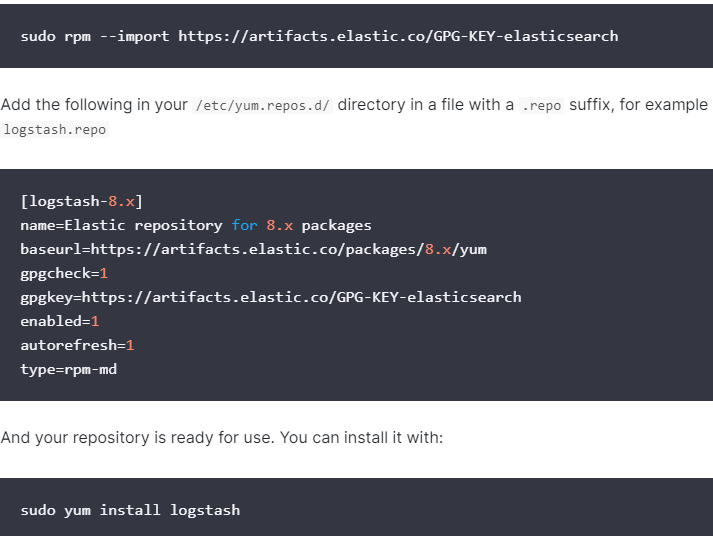 sudo rpm --import https://artifacts.elastic.co/GPG-KEY-elasticsearch
Add the following in your /etc/yum.repos.d/ directory in a file with a .repo suffix, for example
logstash.repo
[logstash-8.x]
name=Elastic repository for 8.x packages
baseurl=https://artifacts.elastic.co/packages/8.x/yum
gpgcheck=1
gpgkey=https://artifacts.elastic.co/GPG-KEY-elasticsearch
enabled=1
autorefresh=1
type=rpm-md
And your repository is ready for use. You can install it with:
sudo yum install logstash